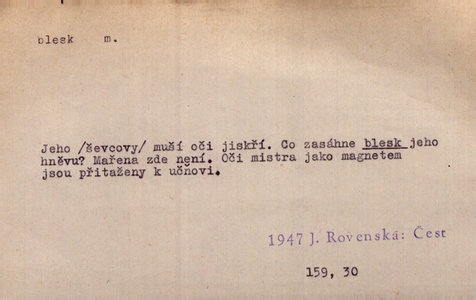 blesk m.
Jeho /ševcovy/ muší oči jiskří. Co zasáhne blesk jeho
hněvu? Mařena zde není. Oči mistra jako magnetem
jsou přitaženy k učňovi.
1947 J. Rovenská: Čest
159, 30